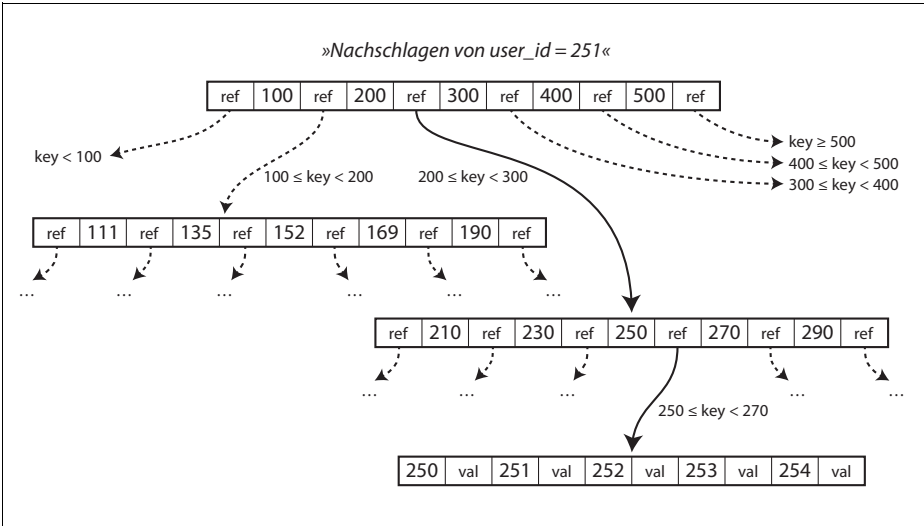 »Nachschlagen von user_id = 251«
ref 100 ref 200 ref 300 ref 400 ref 500 ref
key < 100
key ≥ 500
400 ≤ key < 500
300 ≤ key < 400
100 ≤ key < 200
200 ≤ key < 300
ref 111 ref 135 ref 152 ref 169 ref 190 ref
... ... ... ... ... ...
ref 210 ref 230 ref 250 ref 270 ref 290 ref
... ... ... ... ...
250 ≤ key < 270
250 val 251 val 252 val 253 val 254 val